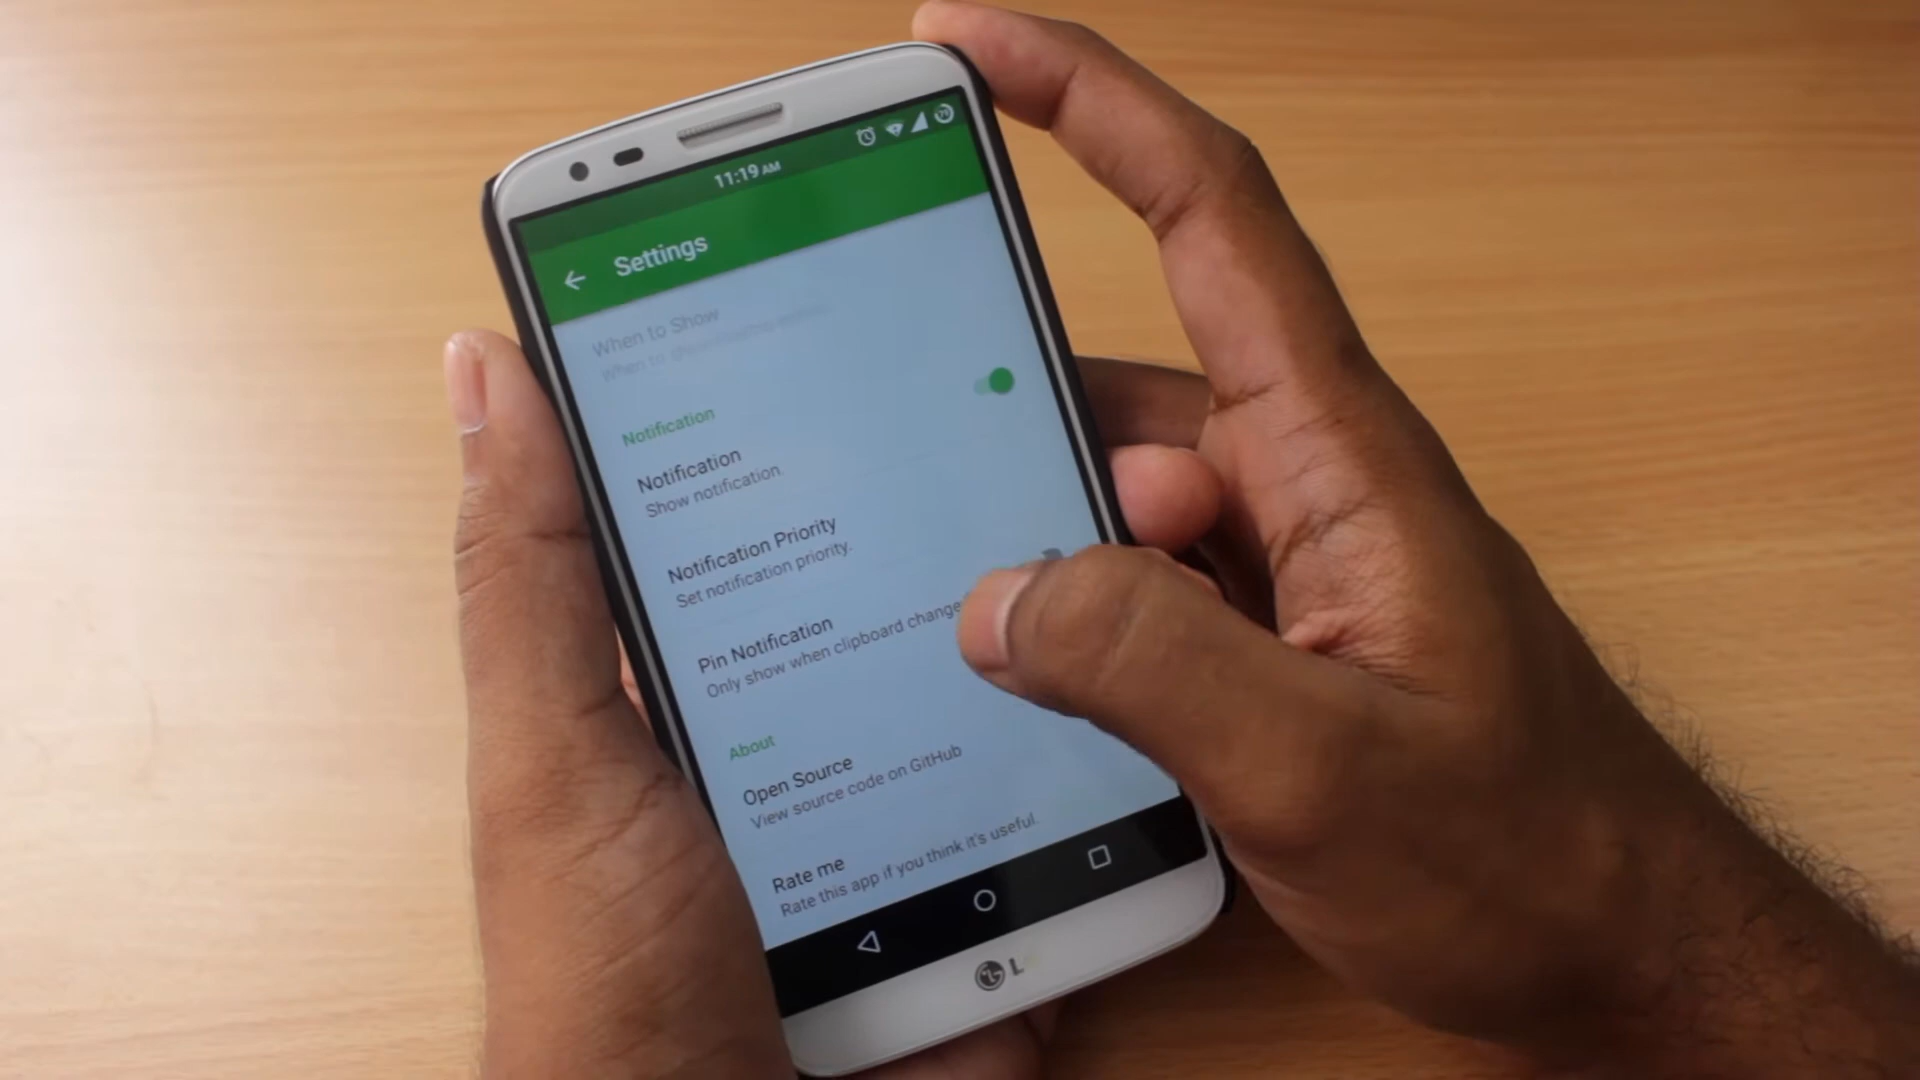 11:19 AM
Settings
When to Show
When to
Notification
Notification
Show notification.
Notification Priority
Set notification priority.
Pin Notification
Only show when clipboard change
About
Open Source
View source code on GitHub
Rate me
Rate this app if you think it's useful.
L